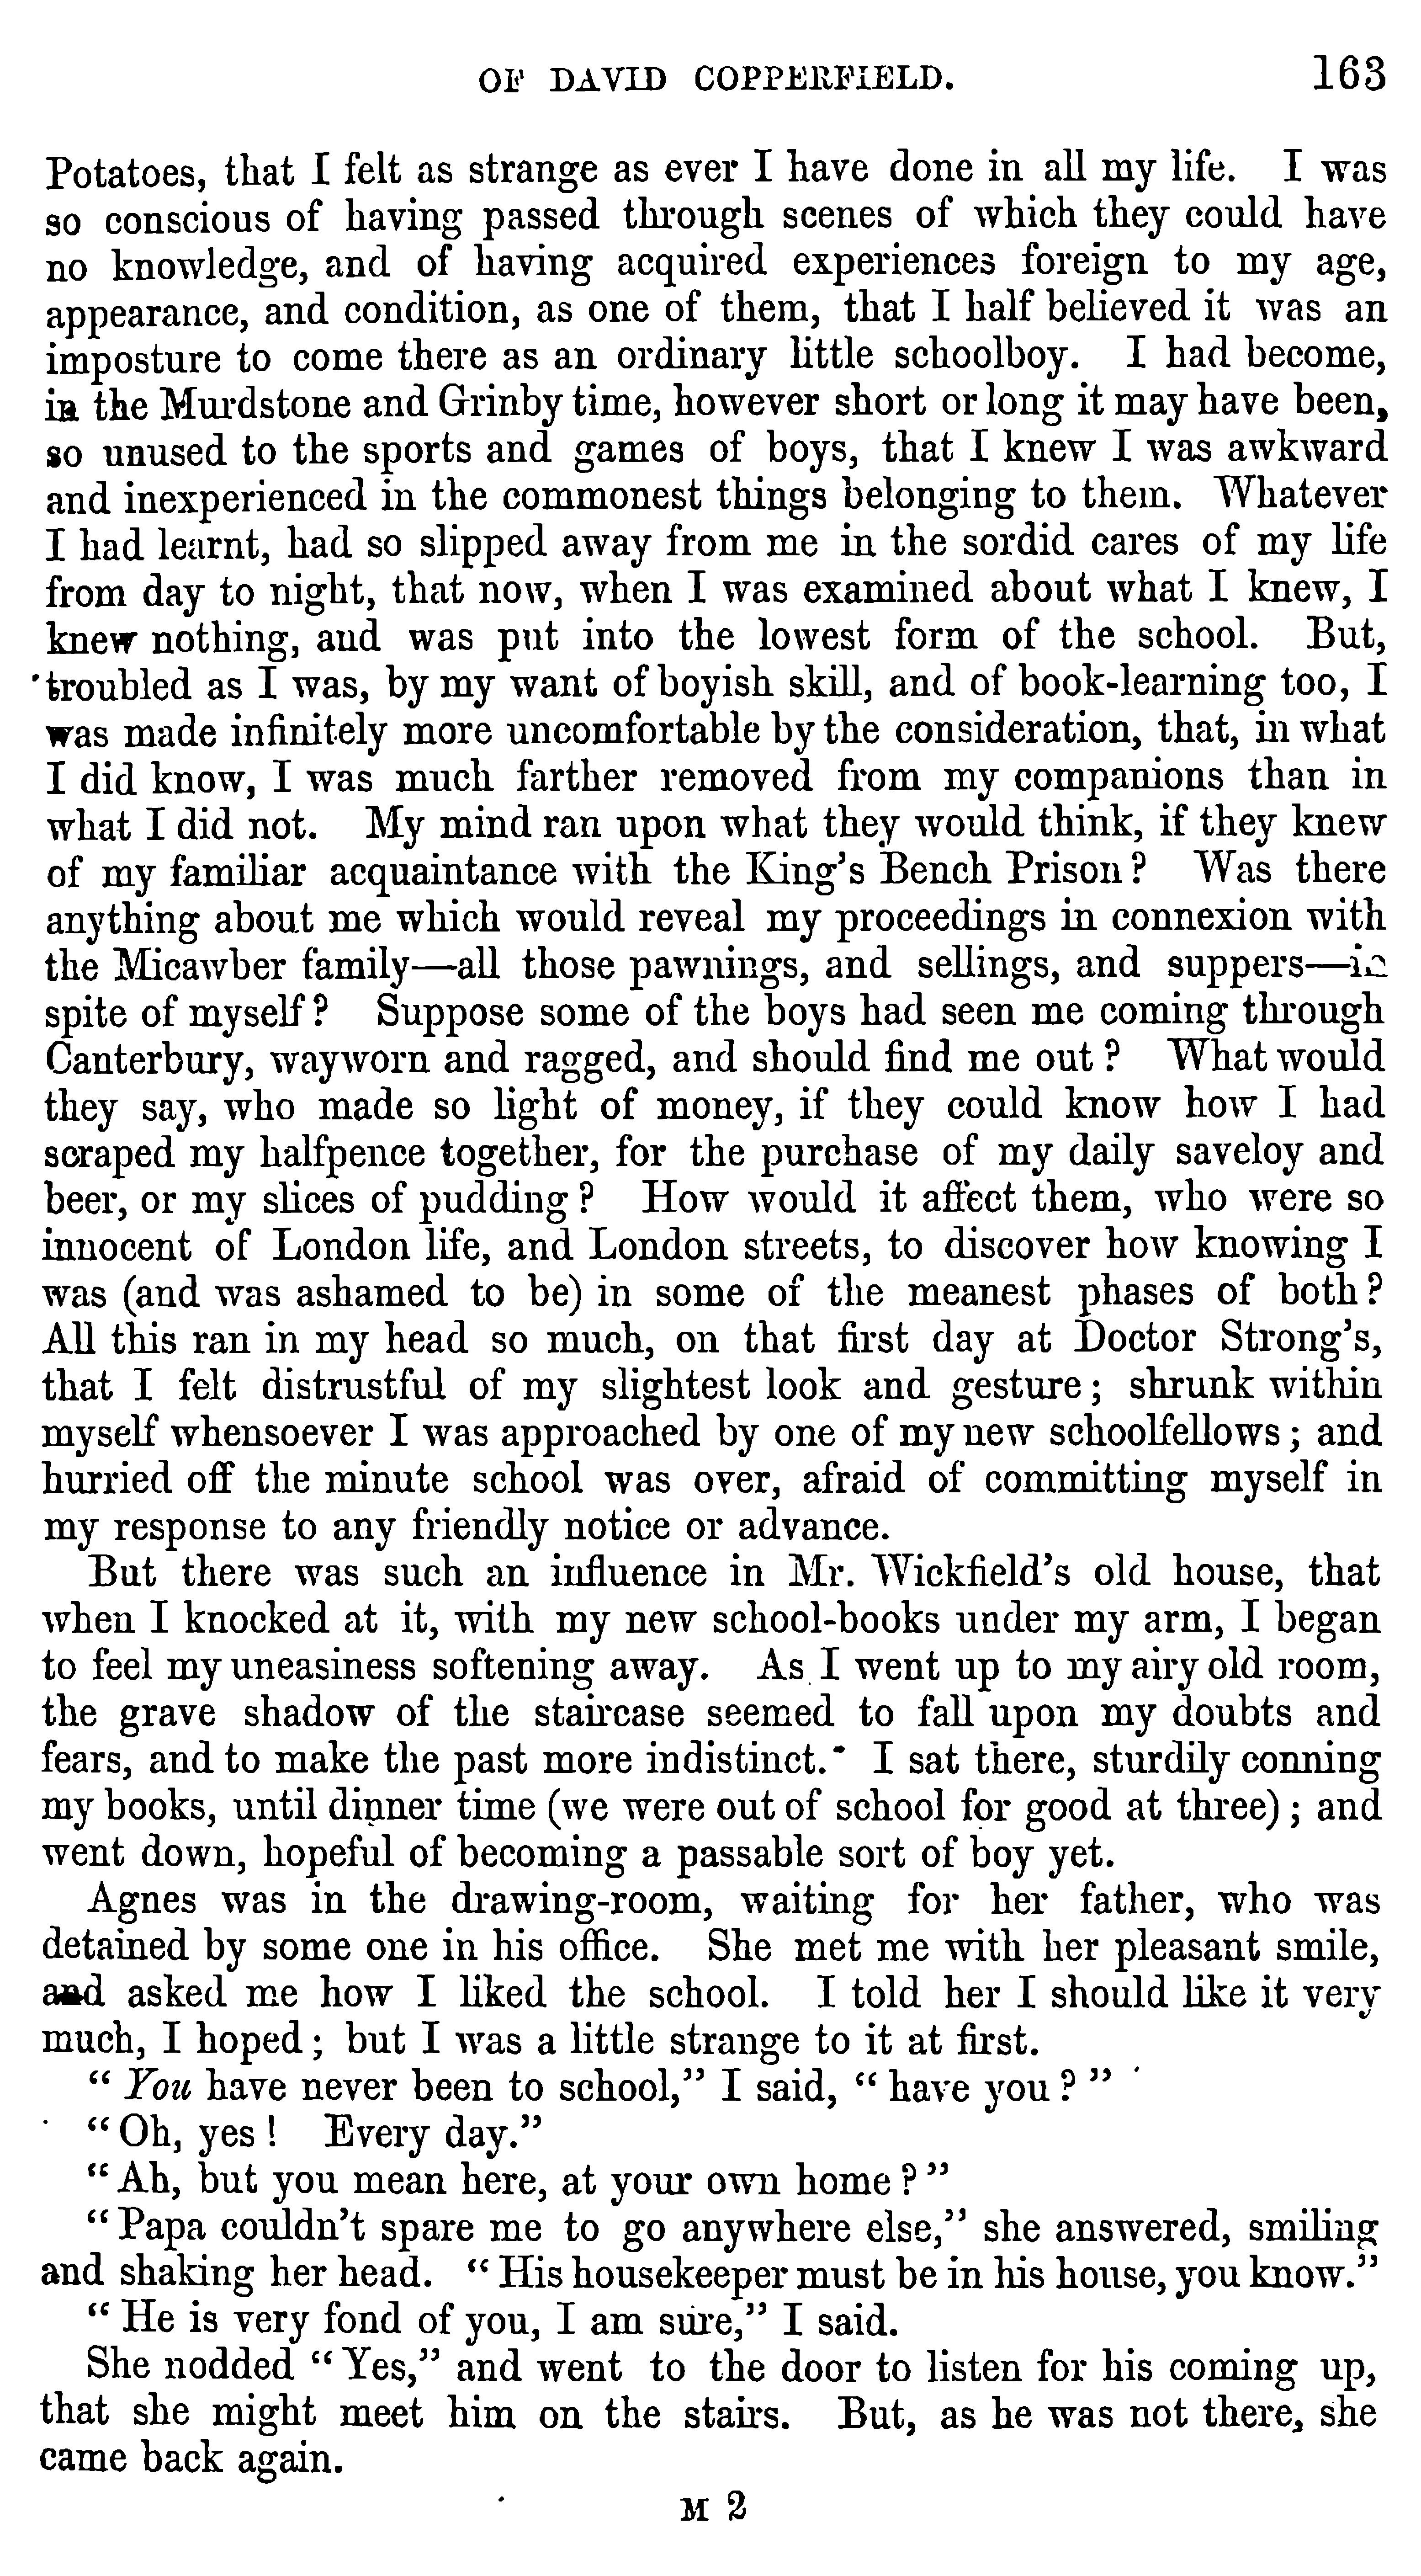 OF DAVID COPPERFIELD. 163
Potatoes, that I felt as strange as ever I have done in all my life. I was
so conscious of having passed through scenes of which they could have
no knowledge, and of having acquired experiences foreign to my age,
appearance, and condition, as one of them, that I half believed it was an
imposture to come there as an ordinary little schoolboy. I had become,
in the Murdstone and Grinby time, however short or long it may have been,
so unused to the sports and games of boys, that I knew I was awkward
and inexperienced in the commonest things belonging to them. Whatever
I had learnt, had so slipped away from me in the sordid cares of my life
from day to night, that now, when I was examined about what I knew, I
knew nothing, and was put into the lowest form of the school. But,
troubled as I was, by my want of boyish skill, and of book-learning too, I
was made infinitely more uncomfortable by the consideration, that, in what
I did know, I was much farther removed from my companions than in
what I did not. My mind ran upon what they would think, if they knew
of my familiar acquaintance with the King's Bench Prison? Was there
anything about me which would reveal my proceedings in connexion with
the Micawber family—all those pawnings, and sellings, and suppers—in
spite of myself? Suppose some of the boys had seen me coming through
Canterbury, wayworn and ragged, and should find me out? What would
they say, who made so light of money, if they could know how I had
scraped my halfpence together, for the purchase of my daily saveloy and
beer, or my slices of pudding? How would it affect them, who were so
innocent of London life, and London streets, to discover how knowing I
was (and was ashamed to be) in some of the meanest phases of both?
All this ran in my head so much, on that first day at Doctor Strong's,
that I felt distrustful of my slightest look and gesture; shrunk within
myself whensoever I was approached by one of my new schoolfellows; and
hurried off the minute school was over, afraid of committing myself in
my response to any friendly notice or advance.
But there was such an influence in Mr. Wickfield's old house, that
when I knocked at it, with my new school-books under my arm, I began
to feel my uneasiness softening away. As I went up to my airy old room,
the grave shadow of the staircase seemed to fall upon my doubts and
fears, and to make the past more indistinct. I sat there, sturdily conning
my books, until dinner time (we were out of school for good at three); and
went down, hopeful of becoming a passable sort of boy yet.
Agnes was in the drawing-room, waiting for her father, who was
detained by some one in his office. She met me with her pleasant smile,
and asked me how I liked the school. I told her I should like it very
much, I hoped; but I was a little strange to it at first.
"You have never been to school," I said, "have you?"
"Oh, yes! Every day."
"Ah, but you mean here, at your own home?"
"Papa couldn't spare me to go anywhere else," she answered, smiling
and shaking her head. "His housekeeper must be in his house, you know."
"He is very fond of you, I am sure," I said.
She nodded "Yes," and went to the door to listen for his coming up,
that she might meet him on the stairs. But, as he was not there, she
came back again.
M 2